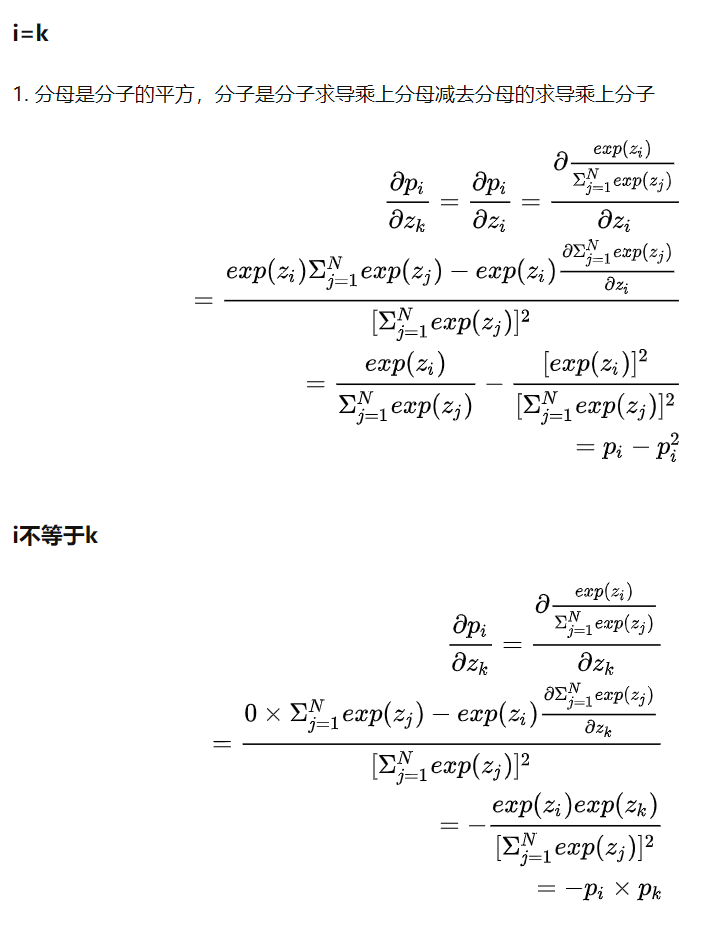 i=k
1. 分母是分子的平方，分子是分子求导乘上分母减去分母的求导乘上分子
\frac{\partial p_i}{\partial z_k} = \frac{\partial p_i}{\partial z_i} = \frac{\partial \frac{exp(z_i)}{\Sigma_{j=1}^{N} exp(z_j)}}{\partial z_i}
= \frac{exp(z_i)\Sigma_{j=1}^{N} exp(z_j) - exp(z_i)\frac{\partial \Sigma_{j=1}^{N} exp(z_j)}{\partial z_i}}{[\Sigma_{j=1}^{N} exp(z_j)]^2}
= \frac{exp(z_i)}{\Sigma_{j=1}^{N} exp(z_j)} - \frac{[exp(z_i)]^2}{[\Sigma_{j=1}^{N} exp(z_j)]^2}
= p_i - p_i^2
i不等于k
\frac{\partial p_i}{\partial z_k} = \frac{\partial \frac{exp(z_i)}{\Sigma_{j=1}^{N} exp(z_j)}}{\partial z_k}
= \frac{0 \times \Sigma_{j=1}^{N} exp(z_j) - exp(z_i)\frac{\partial \Sigma_{j=1}^{N} exp(z_j)}{\partial z_k}}{[\Sigma_{j=1}^{N} exp(z_j)]^2}
= -\frac{exp(z_i)exp(z_k)}{[\Sigma_{j=1}^{N} exp(z_j)]^2}
= -p_i \times p_k